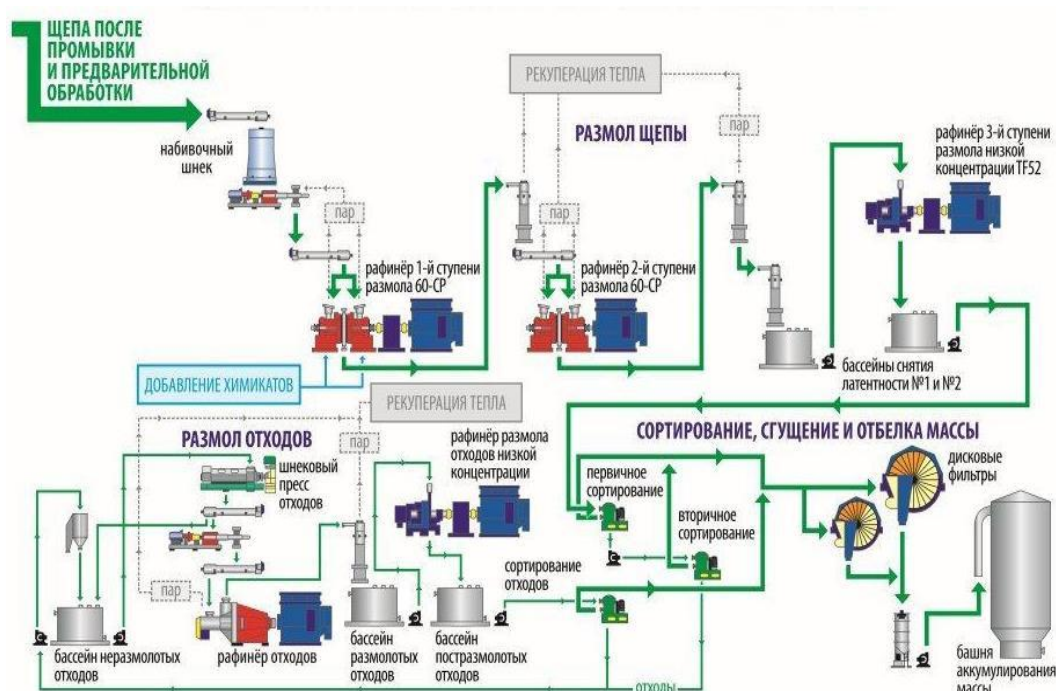 ЩЕПА ПОСЛЕ
ПРОМЫВКИ
И ПРЕДВАРИТЕЛЬНОЙ
ОБРАБОТКИ
набивочный
шнек
пар
рафинёр 1-й ступени
размола 60-СР
ДОБАВЛЕНИЕ ХИМИКАТОВ
РЕКУПЕРАЦИЯ ТЕПЛА
РАЗМОЛ ЩЕПЫ
пар
пар
рафинёр 2-й ступени
размола 60-СР
рафинёр 3-й ступени
размола низкой
концентрации TF52
бассейны снятия
латентности №1 и №2
РЕКУПЕРАЦИЯ ТЕПЛА
РАЗМОЛ ОТХОДОВ
пар
шнековый
пресс
отходов
рафинёр размола
отходов низкой
концентрации
пар
бассейн неразмолотых
отходов
рафинёр отходов
бассейн
размолотых
отходов
бассейн
постразмолотых
отходов
СОРТИРОВАНИЕ, СГУЩЕНИЕ И ОТБЕЛКА МАССЫ
первичное
сортирование
вторичное
сортирование
сортирование
отходов
дисковые
фильтры
башня
аккумулирования
массы
отходы